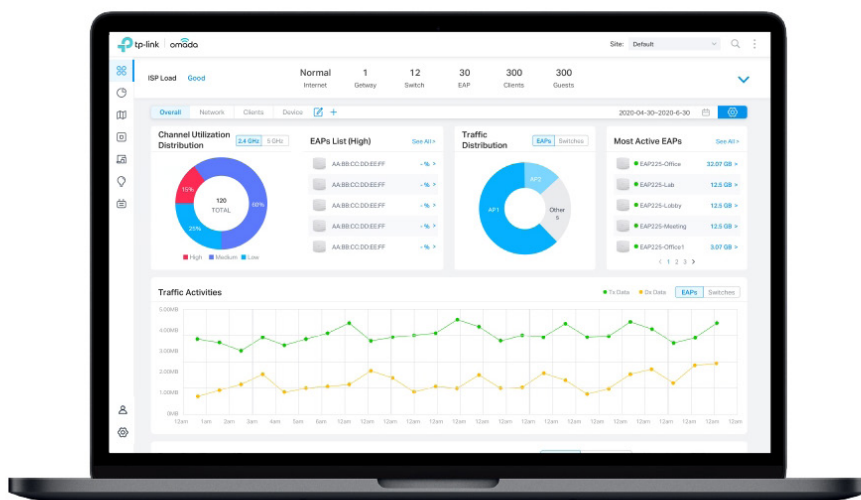 tp-link | omada
Site: Default
ISP Load Good
Normal 1 12 30 300 300
Internet Getway Switch EAP Clients Guests
Overall Network Clients Device +
2020-04-30~2020-6-30
Channel Utilization
Distribution
2.4 GHz 5 GHz
15%
60%
25%
120
TOTAL
High Medium Low
EAPs List (High) See All >
AA:BB:CC:DD:EE:FF - % >
AA:BB:CC:DD:EE:FF - % >
AA:BB:CC:DD:EE:FF - % >
AA:BB:CC:DD:EE:FF - % >
AA:BB:CC:DD:EE:FF - % >
Traffic
Distribution
EAPs Switches
AP2
AP1
Other
s
Most Active EAPs See All >
EAP225-Office 32.07 GB >
EAP225-Lab 12.5 GB >
EAP225-Lobby 12.5 GB >
EAP225-Meeting 12.5 GB >
EAP225-Office1 3.07 GB >
< 1 2 3 >
Traffic Activities
Tx Data Dx Data EAPs Switches
5.00MB
4.00MB
3.00MB
2.00MB
1.00MB
0MB
12am 1am 2am 3am 4am 5am 6am 12am 12am 12am 12am 12am 12am 12am 12am 12am 12am 12am 12am 12am 12am 12am 12am 12am